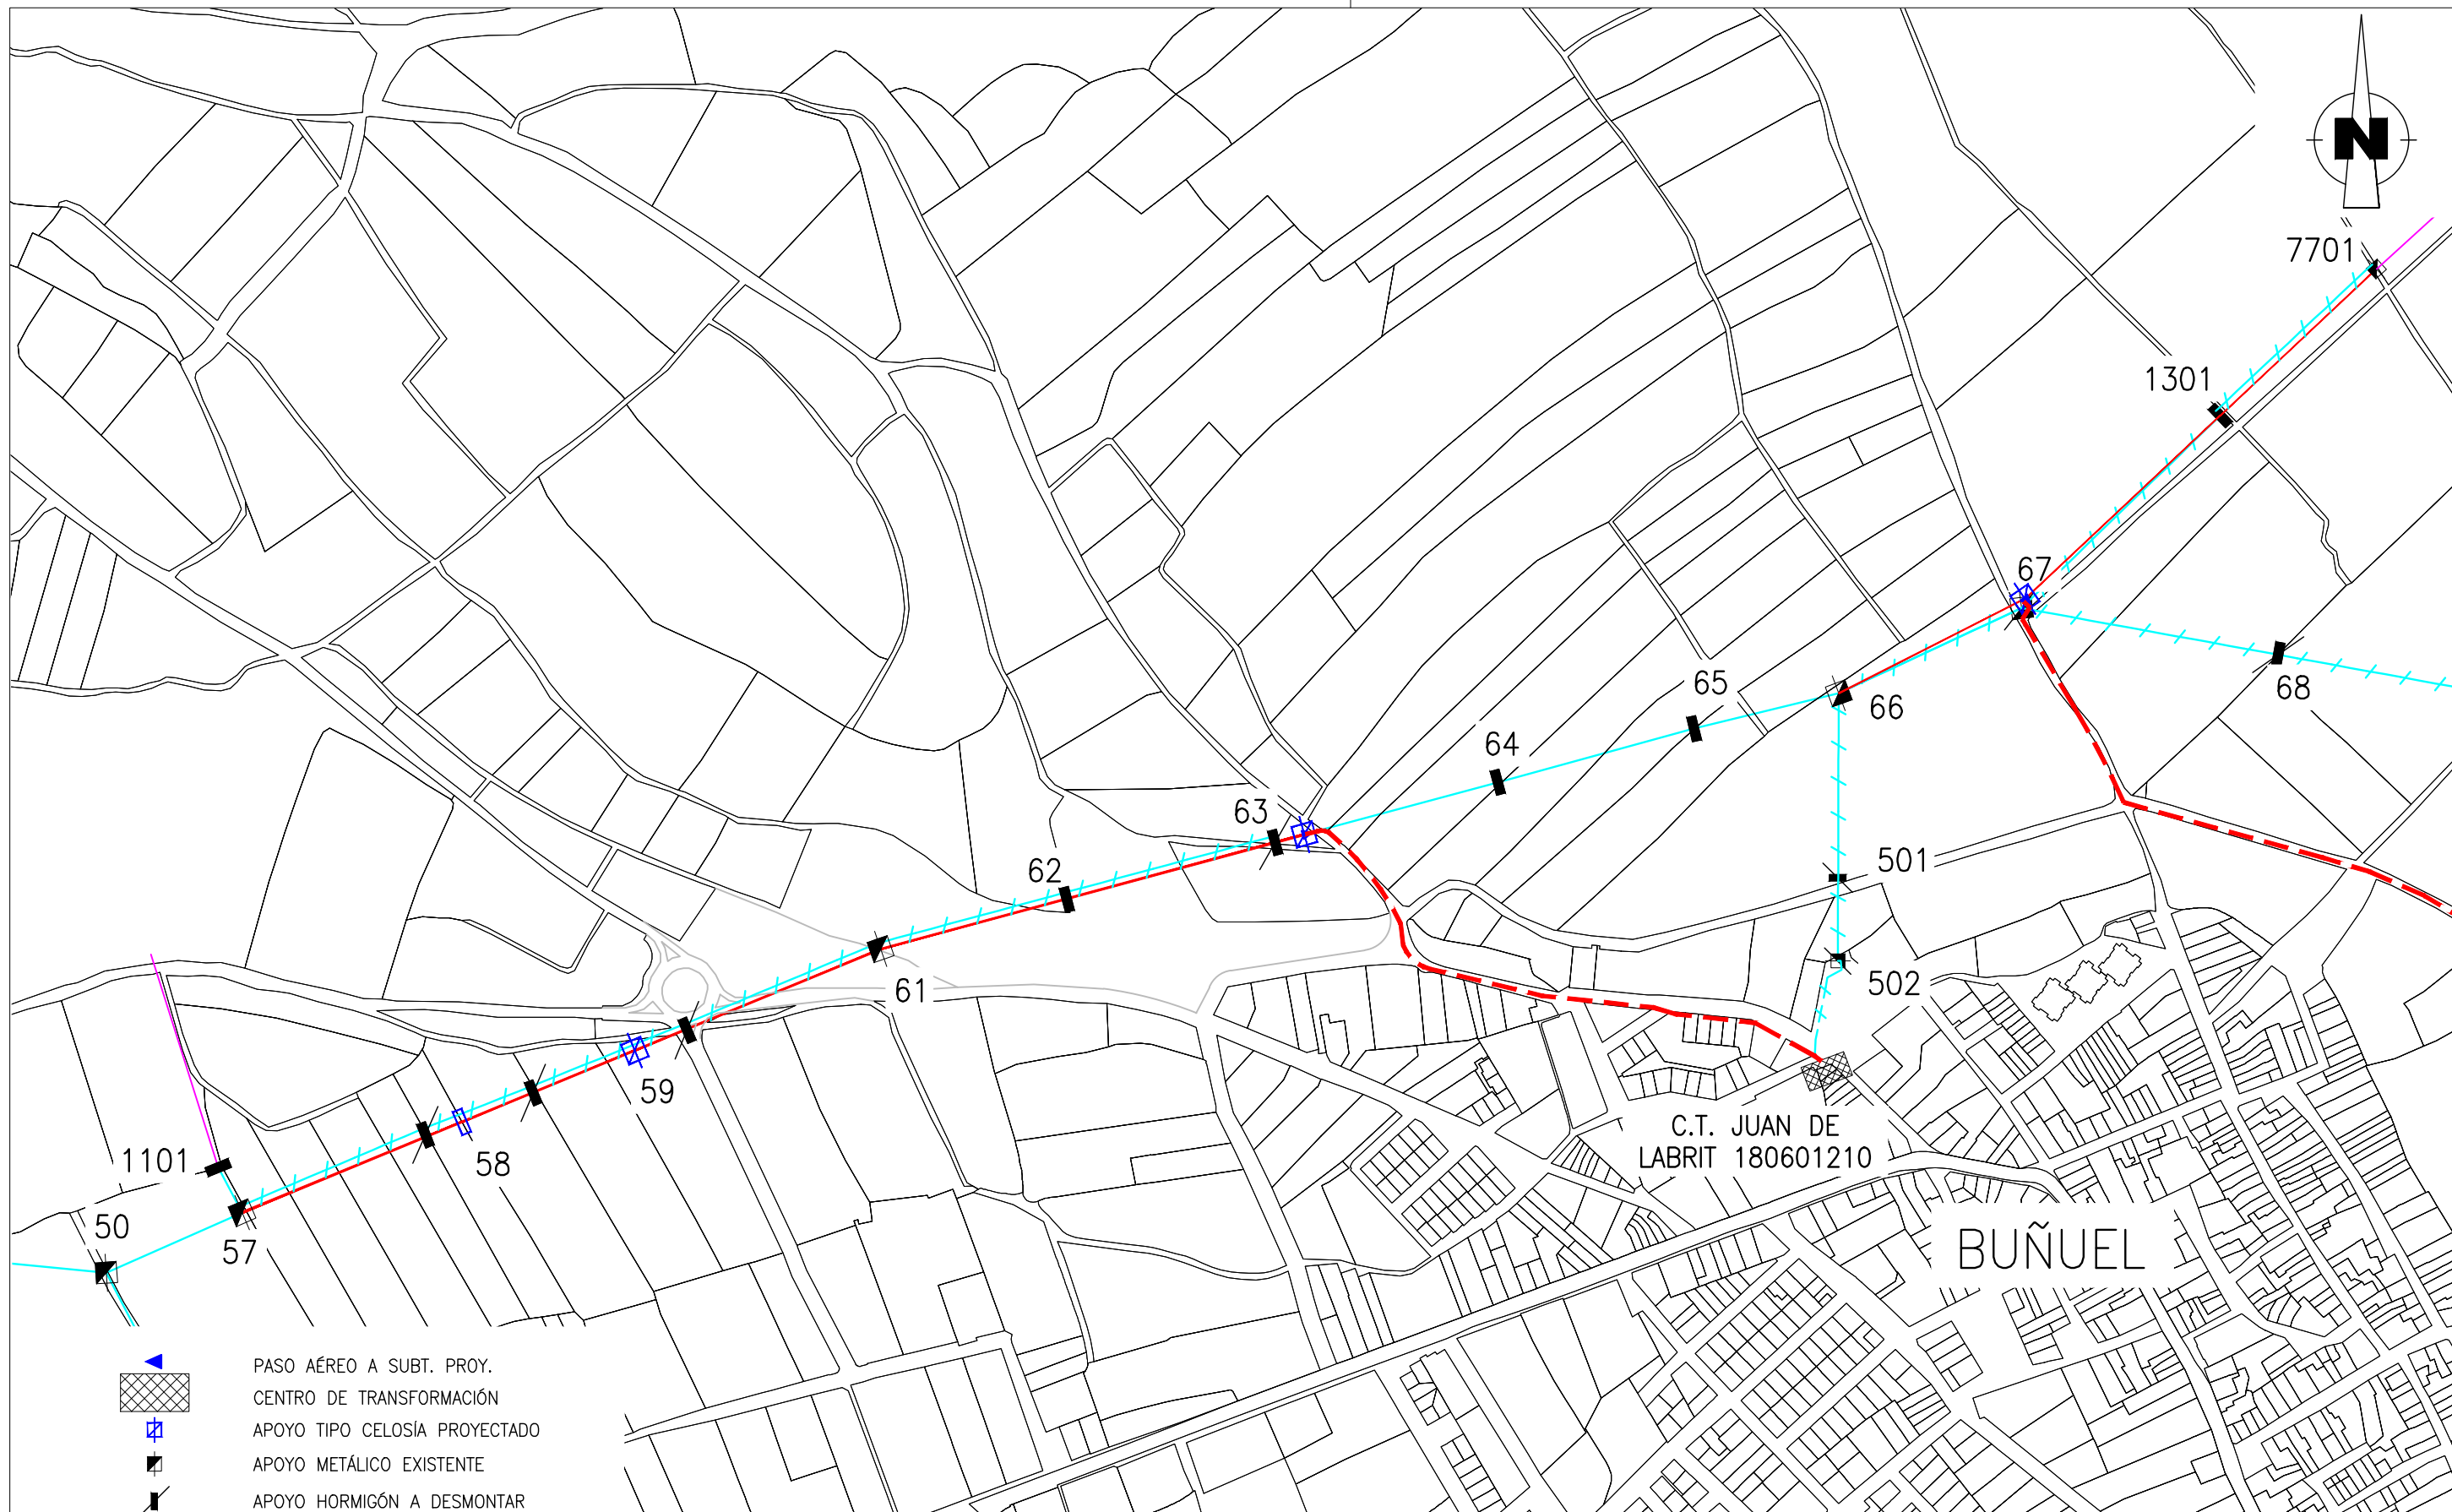 N
7701
1301
67
68
65
66
64
63
62
501
61
502
59
58
1101
C.T. JUAN DE
LABRIT 180601210
50
57
BUÑUEL
PASO AÉREO A SUBT. PROY.
CENTRO DE TRANSFORMACIÓN
APOYO TIPO CELOSÍA PROYECTADO
APOYO METÁLICO EXISTENTE
APOYO HORMIGÓN A DESMONTAR